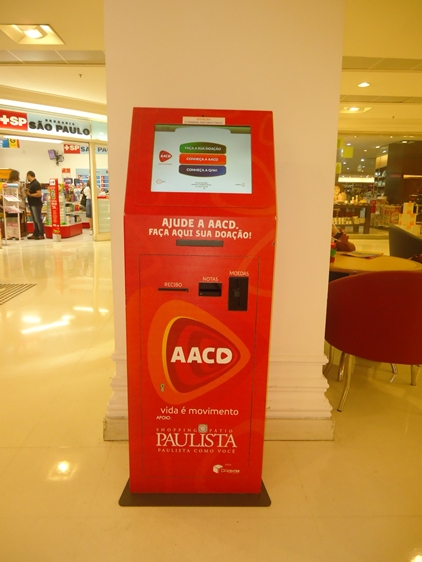 +SP
DROGARIA
SÃO PAULO
SP
AACD
FAÇA A SUA DOAÇÃO
CONHEÇA A AACD
AJUDE A AACD.
FAÇA AQUI SUA DOAÇÃO!
RECIBO
NOTAS
MOEDAS
AACD
vida é movimento
APOIO:
SHOPPING PÁTIO
PAULISTA
PAULISTA COMO VOCÊ